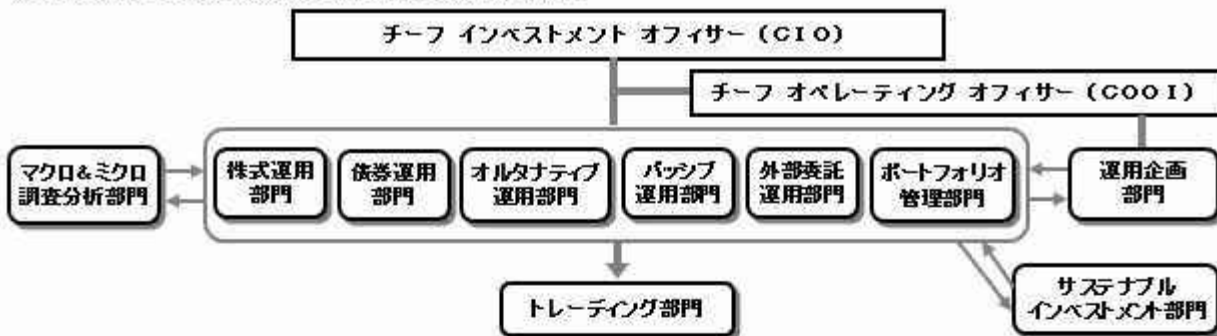 チーフ インベストメント オフィサー（CIO）
チーフ オペレーティング オフィサー（COO I）
マクロ&ミクロ
調査分析部門
株式運用
部門
債券運用
部門
オルタナティブ
運用部門
パッシブ
運用部門
外部委託
運用部門
ポートフォリオ
管理部門
運用企画
部門
トレーディング部門
サステナブル
インベストメント部門